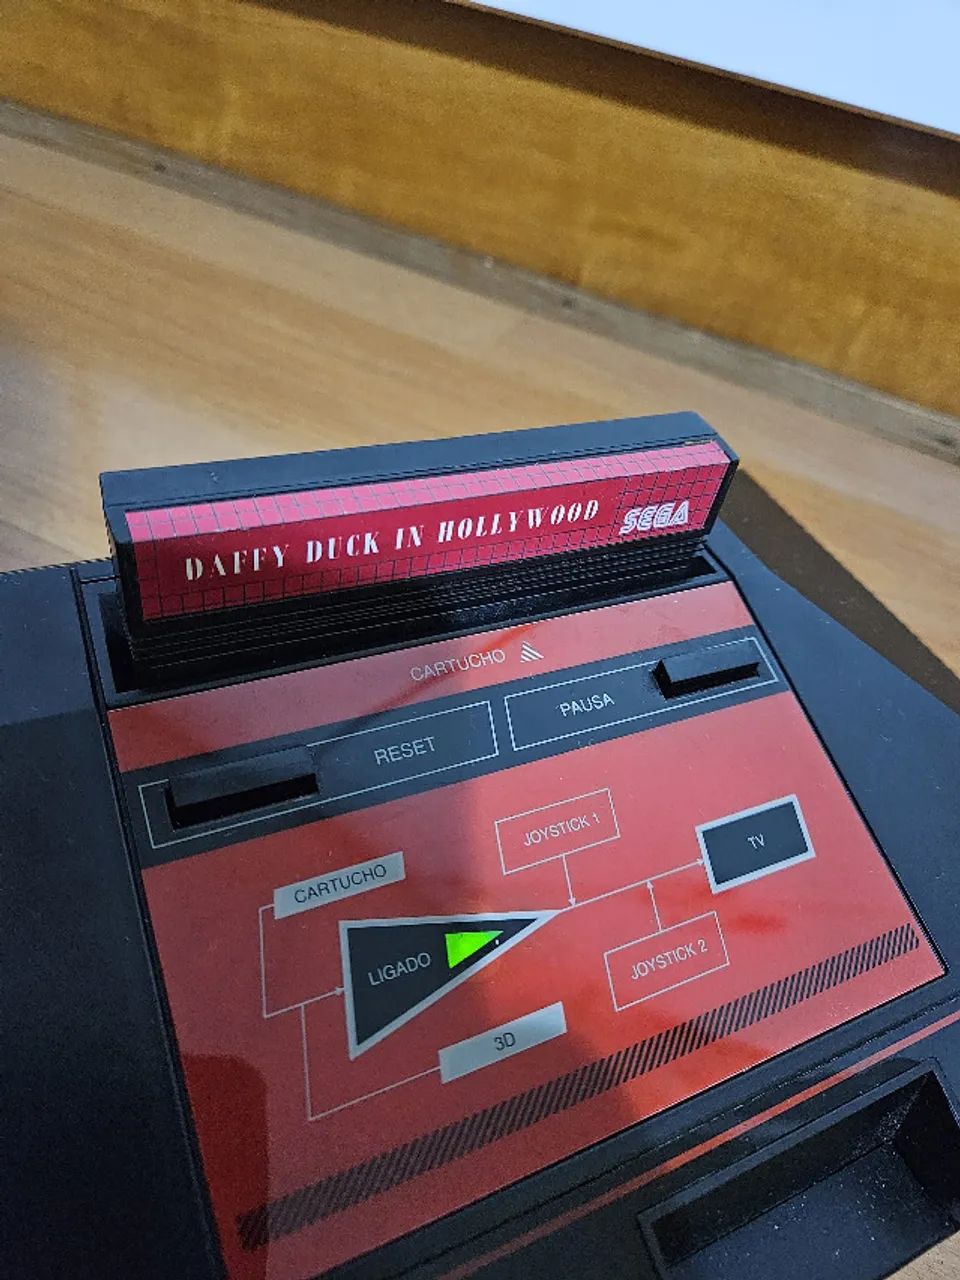 DAFFY DUCK IN HOLLYWOOD SEGA
CARTUCHO
RESET
PAUSA
JOYSTICK 1
TV
CARTUCHO
LIGADO
JOYSTICK 2
3D